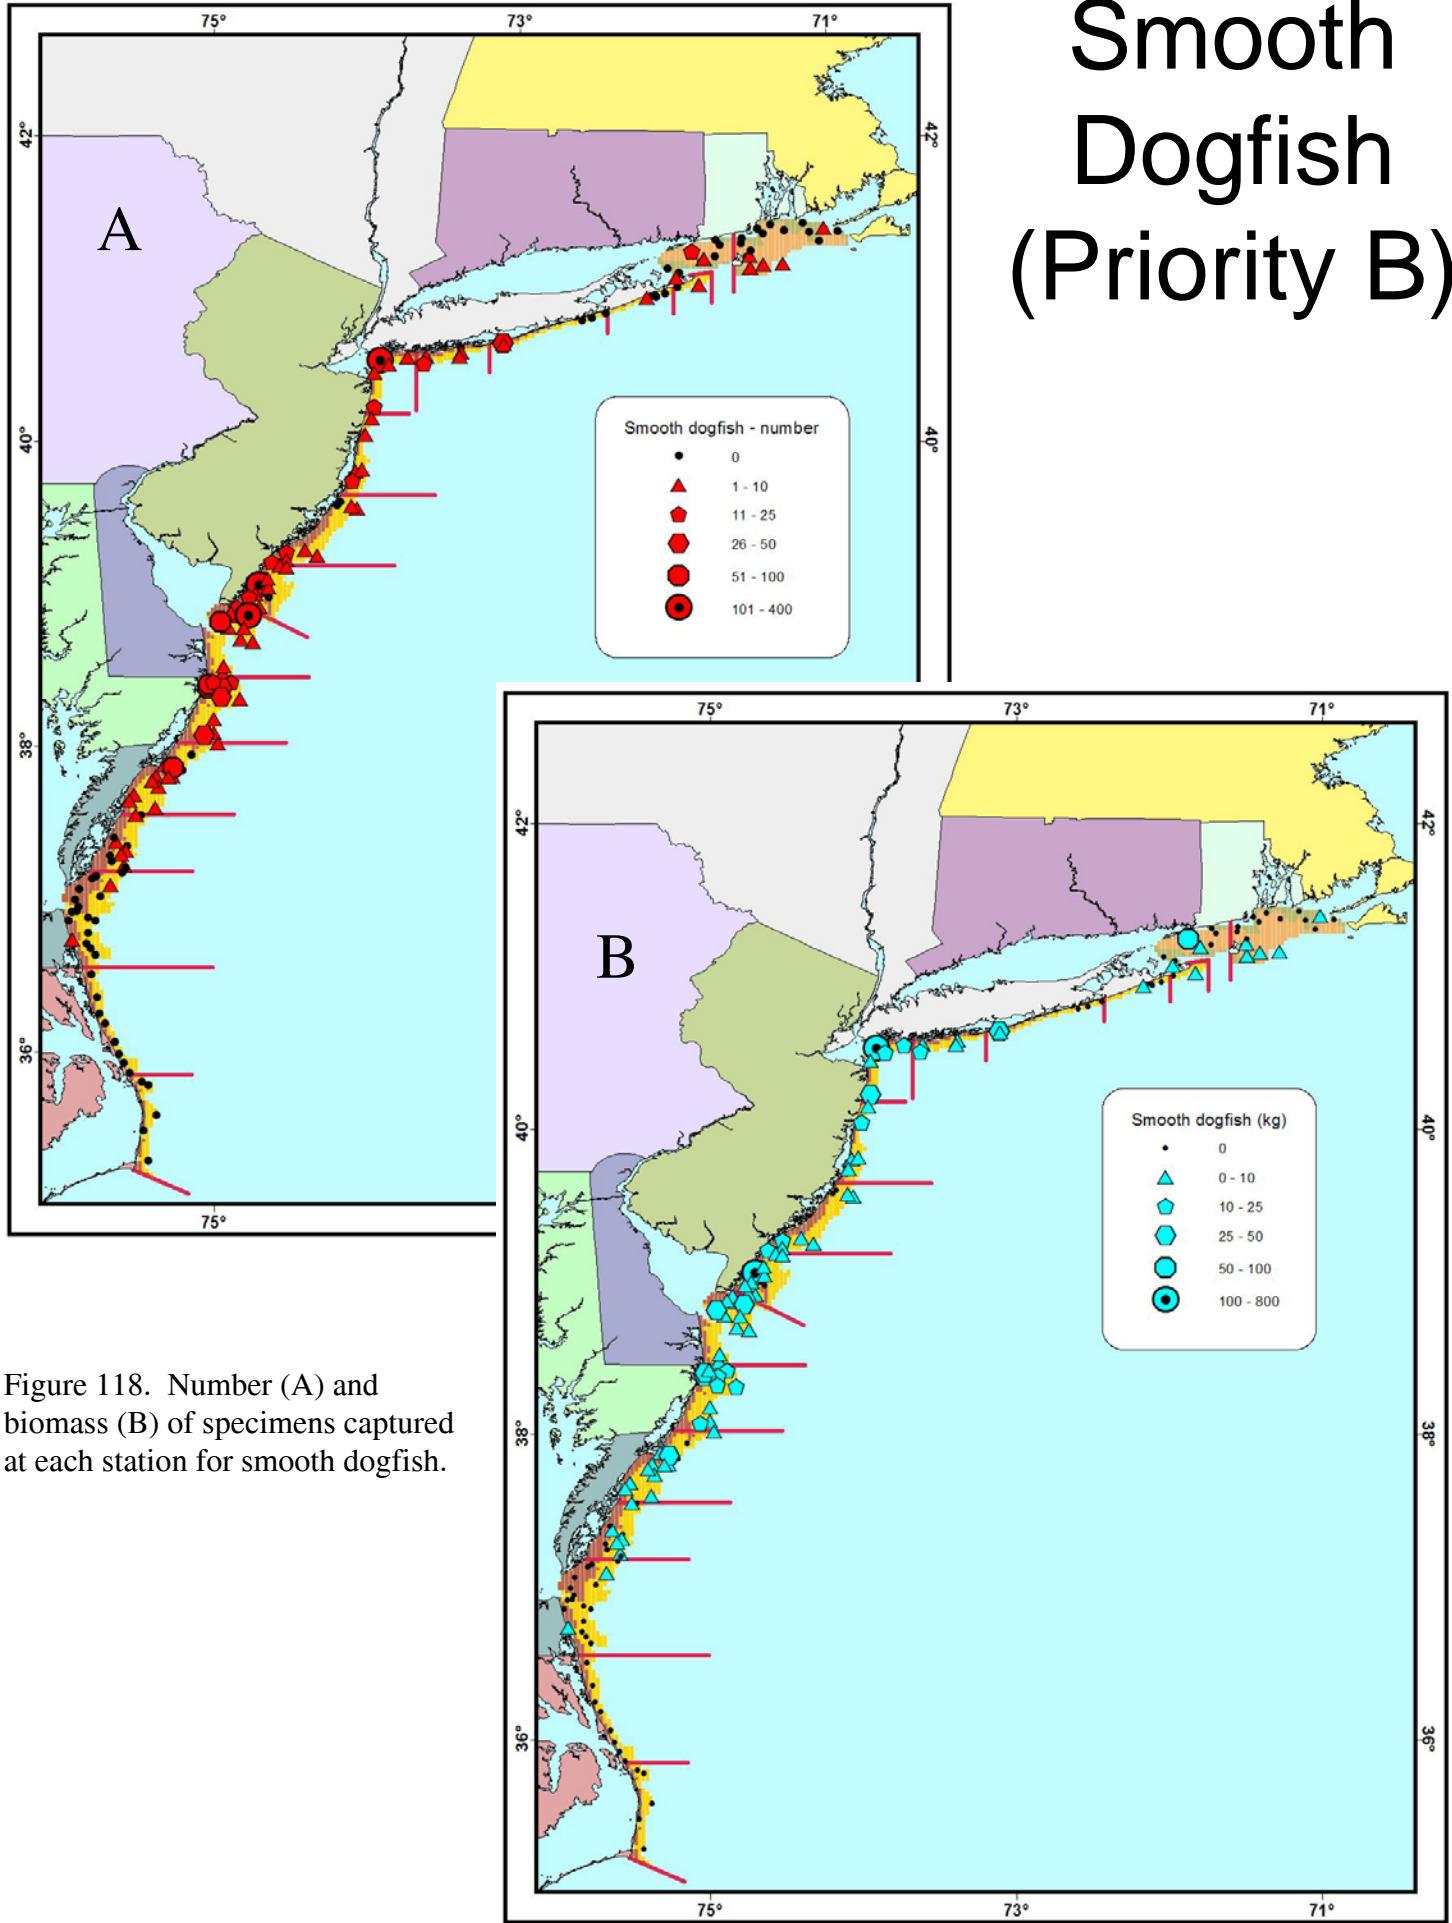 Smooth
Dogfish
(Priority B)
75° 73° 71°
42° 42°
A
40° 40°
Smooth dogfish - number
0
1 - 10
11 - 25
26 - 50
51 - 100
101 - 400
38°
36°
75°
75° 73° 71°
42° 42°
B
40° 40°
Smooth dogfish (kg)
0
0 - 10
10 - 25
25 - 50
50 - 100
100 - 800
38° 38°
36° 36°
75° 73° 71°
Figure 118. Number (A) and
biomass (B) of specimens captured
at each station for smooth dogfish.